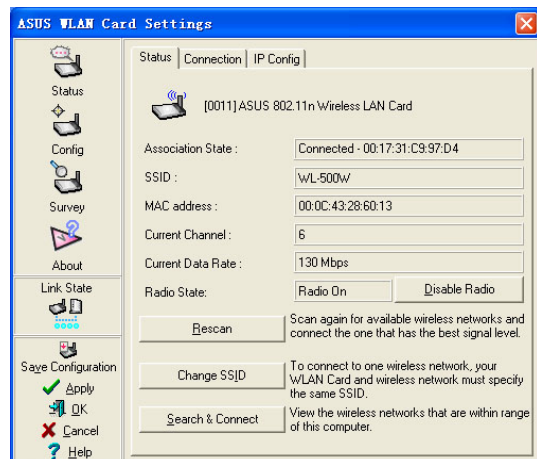 ASUS WLAN Card Settings
Status
Config
Survey
About
Link State
Save Configuration
Apply
OK
Cancel
Help
Status Connection IP Config
[0011] ASUS 802.11n Wireless LAN Card
Association State : Connected - 00:17:31:C9:97:D4
SSID : WL-500W
MAC address : 00:0C:43:28:60:13
Current Channel : 6
Current Data Rate : 130 Mbps
Radio State: Radio On Disable Radio
Rescan
Scan again for available wireless networks and
connect the one that has the best signal level.
Change SSID
To connect to one wireless network, your
WLAN Card and wireless network must specify
the same SSID.
Search & Connect
View the wireless networks that are within range
of this computer.